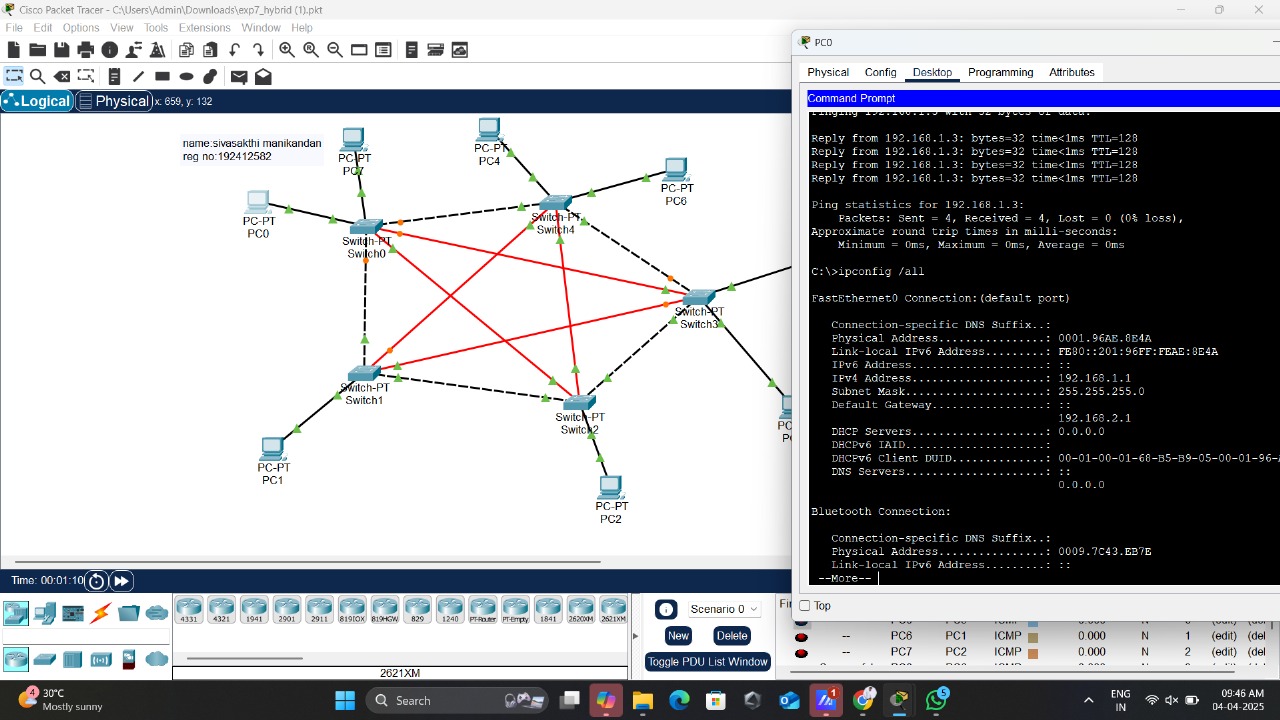 Cisco Packet Tracer - C:\Users\Admin\Downloads\exp7_hybrid (1).pkt
File Edit Options View Tools Extensions Window Help
Logical Physical x: 659, y: 132
name:sivasakthi manikandan
reg no:192412582
PC-PT
PC7
PC-PT
PC4
PC-PT
PC6
PC-PT
PC0
Switch-PT
Switch4
Switch-PT
Switch0
Switch-PT
Switch3
Switch-PT
Switch1
Switch-PT
Switch2
PC-PT
PC1
PC-PT
PC2
PC0
Physical Config Desktop Programming Attributes
Command Prompt
Pinging 192.168.1.3 with 32 bytes of data:
Reply from 192.168.1.3: bytes=32 time<1ms TTL=128
Reply from 192.168.1.3: bytes=32 time<1ms TTL=128
Reply from 192.168.1.3: bytes=32 time<1ms TTL=128
Reply from 192.168.1.3: bytes=32 time<1ms TTL=128
Ping statistics for 192.168.1.3:
Packets: Sent = 4, Received = 4, Lost = 0 (0% loss),
Approximate round trip times in milli-seconds:
Minimum = 0ms, Maximum = 0ms, Average = 0ms
C:\>ipconfig /all
FastEthernet0 Connection:(default port)
Connection-specific DNS Suffix..:
Physical Address................: 0001.96AE.8E4A
Link-local IPv6 Address.........: FE80::201:96FF:FEAE:8E4A
IPv6 Address....................: ::
IPv4 Address....................: 192.168.1.1
Subnet Mask.....................: 255.255.255.0
Default Gateway.................: ::
192.168.2.1
DHCP Servers....................: 0.0.0.0
DHCPv6 IAID.....................:
DHCPv6 Client DUID..............: 00-01-00-01-68-B5-B9-05-00-01-96-
DNS Servers.....................: ::
0.0.0.0
Bluetooth Connection:
Connection-specific DNS Suffix..:
Physical Address................: 0009.7C43.EB7E
Link-local IPv6 Address.........: ::
--More--
Top
Time: 00:01:10
4331 4321 1941 2901 2911 819IOX 819HGW 829 1240 PT-Router PT-Empty 1841 2620XM 2621XM
2621XM
Scenario 0
New Delete
Toggle PDU List Window
-- PC6 PC1 ICMP 0.000 N 1 (edit)
-- PC7 PC2 ICMP 0.000 N 2 (edit)
30°C
Mostly sunny
Search
1
5
ENG
IN
09:46 AM
04-04-2025